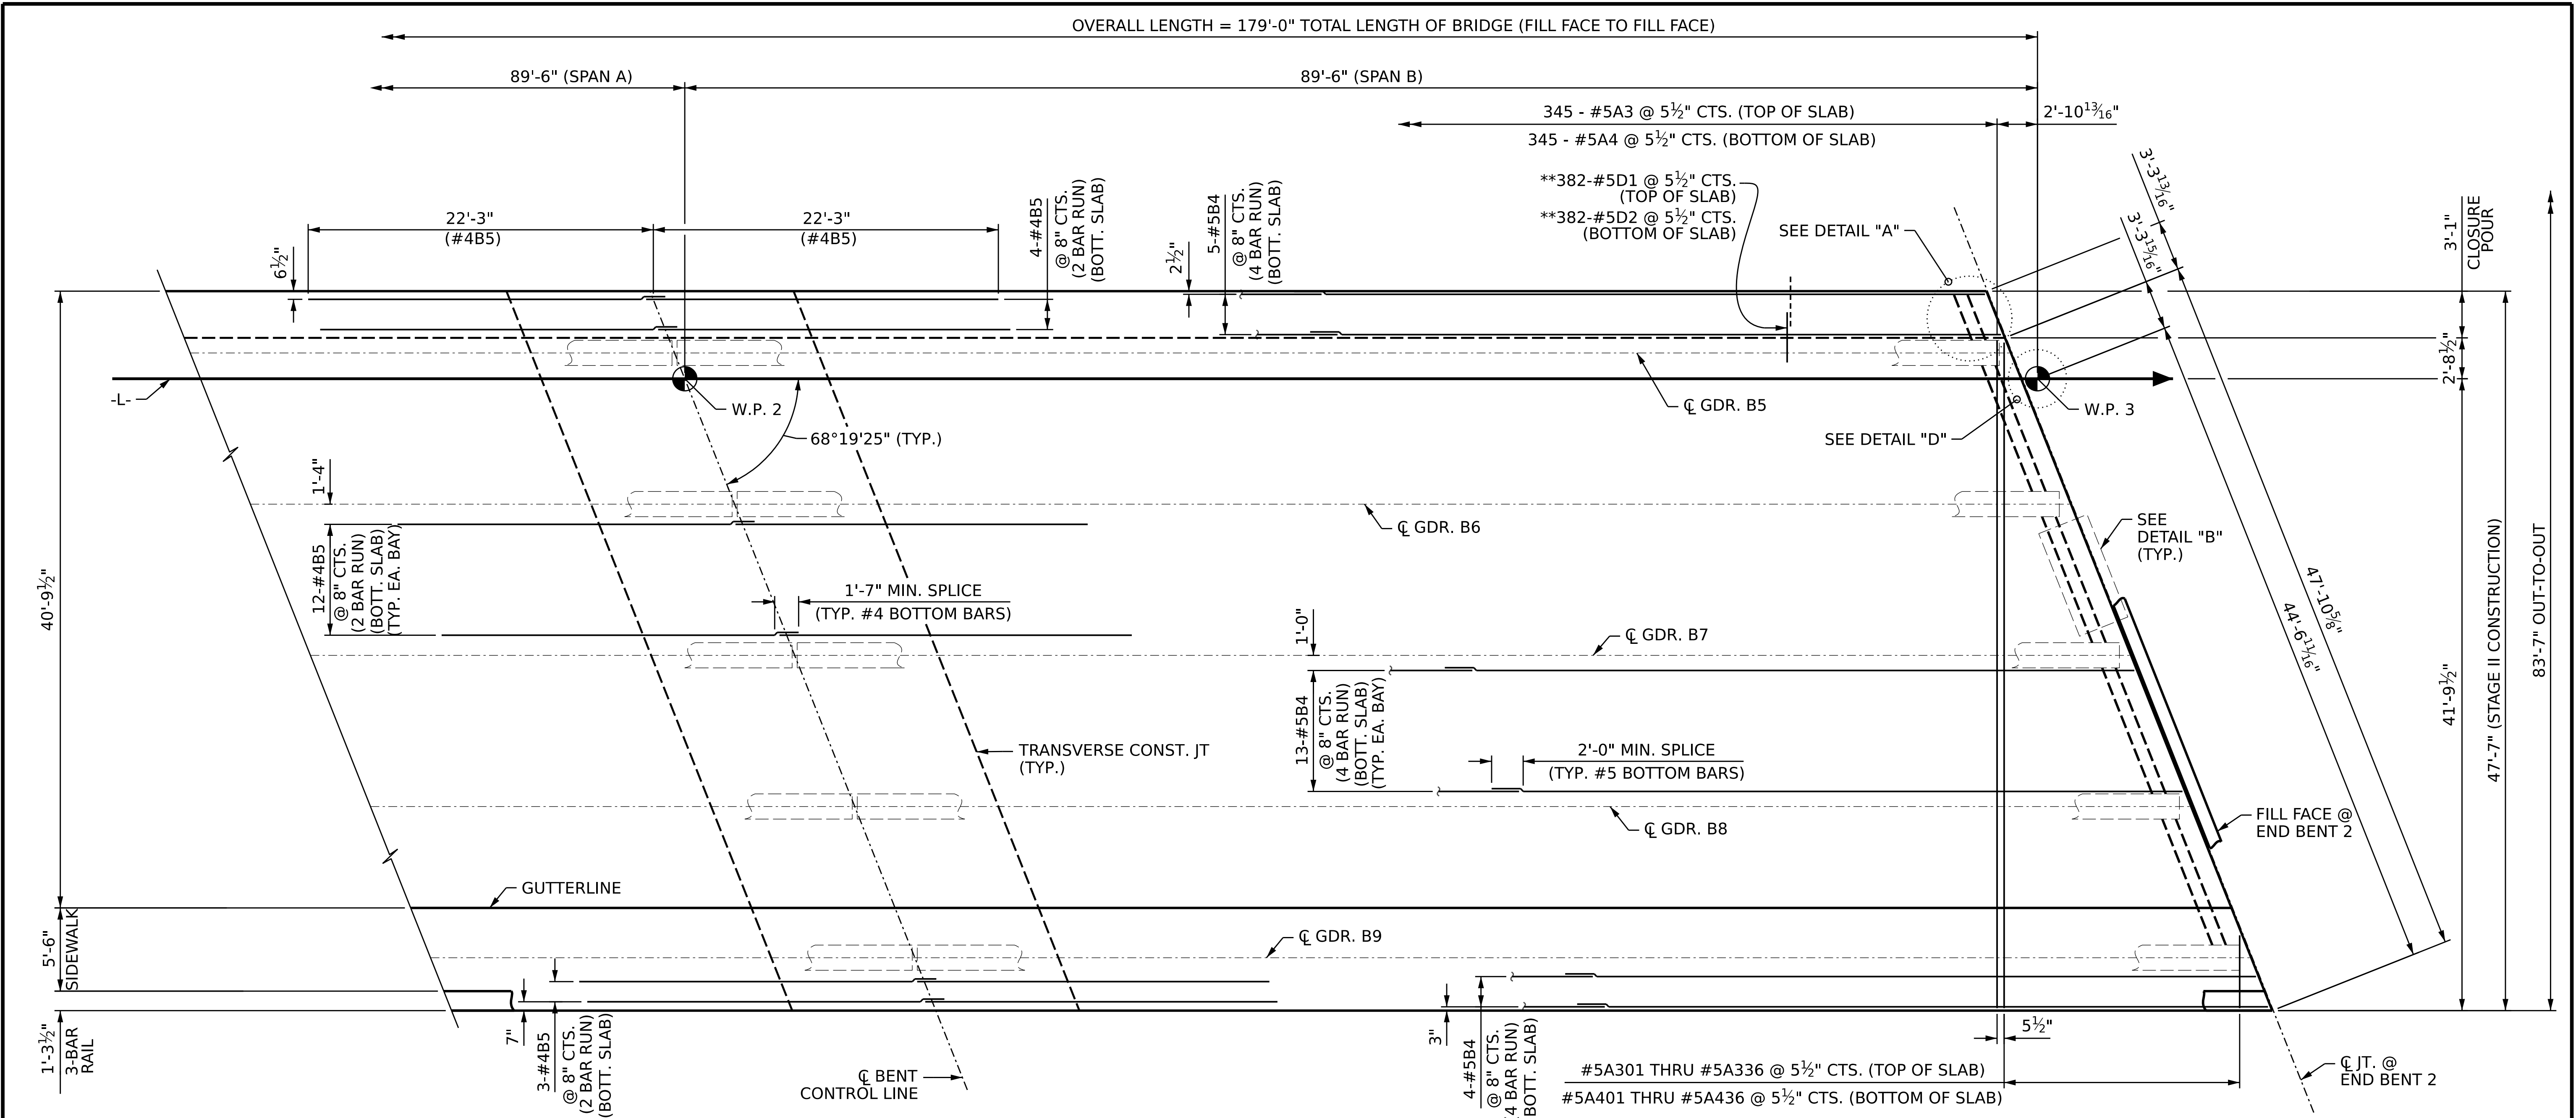 OVERALL LENGTH = 179'-0" TOTAL LENGTH OF BRIDGE (FILL FACE TO FILL FACE)
89'-6" (SPAN A)
89'-6" (SPAN B)
345 - #5A3 @ 5½" CTS. (TOP OF SLAB)
345 - #5A4 @ 5½" CTS. (BOTTOM OF SLAB)
2'-10 13/16"
**382-#5D1 @ 5½" CTS.
(TOP OF SLAB)
**382-#5D2 @ 5½" CTS.
(BOTTOM OF SLAB)
SEE DETAIL "A"
3'-3 13/16"
3'-3 15/16"
3'-1"
CLOSURE
POUR
22'-3"
(#4B5)
22'-3"
(#4B5)
6½"
4-#4B5
@ 8" CTS.
(2 BAR RUN)
(BOTT. SLAB)
2½"
5-#5B4
@ 8" CTS.
(4 BAR RUN)
(BOTT. SLAB)
2'-8½"
-L-
W.P. 2
℄ GDR. B5
W.P. 3
68°19'25" (TYP.)
SEE DETAIL "D"
1'-4"
12-#4B5
@ 8" CTS.
(2 BAR RUN)
(BOTT. SLAB)
(TYP. EA. BAY)
℄ GDR. B6
SEE
DETAIL "B"
(TYP.)
40'-9½"
1'-7" MIN. SPLICE
(TYP. #4 BOTTOM BARS)
1'-0"
℄ GDR. B7
47'-10⅝"
44'-6 11/16"
41'-9½"
47'-7" (STAGE II CONSTRUCTION)
83'-7" OUT-TO-OUT
13-#5B4
@ 8" CTS.
(4 BAR RUN)
(BOTT. SLAB)
(TYP. EA. BAY)
TRANSVERSE CONST. JT
(TYP.)
2'-0" MIN. SPLICE
(TYP. #5 BOTTOM BARS)
℄ GDR. B8
FILL FACE @
END BENT 2
GUTTERLINE
5'-6"
SIDEWALK
℄ GDR. B9
1'-3½"
3-BAR
RAIL
7"
3-#4B5
@ 8" CTS.
(2 BAR RUN)
(BOTT. SLAB)
℄ BENT
CONTROL LINE
3"
4-#5B4
@ 8" CTS.
(4 BAR RUN)
(BOTT. SLAB)
5½"
#5A301 THRU #5A336 @ 5½" CTS. (TOP OF SLAB)
#5A401 THRU #5A436 @ 5½" CTS. (BOTTOM OF SLAB)
℄ JT. @
END BENT 2